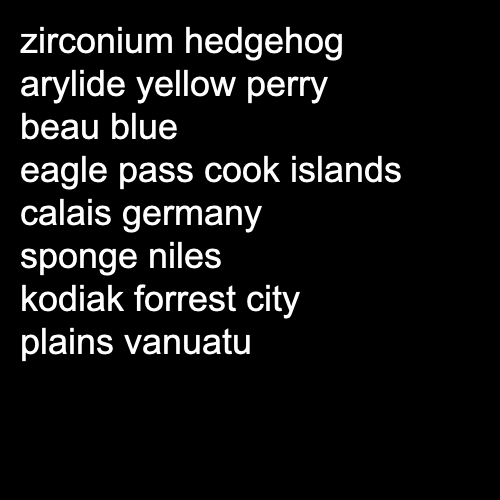 zirconium hedgehog
arylide yellow perry
beau blue
eagle pass cook islands
calais germany
sponge niles
kodiak forrest city
plains vanuatu